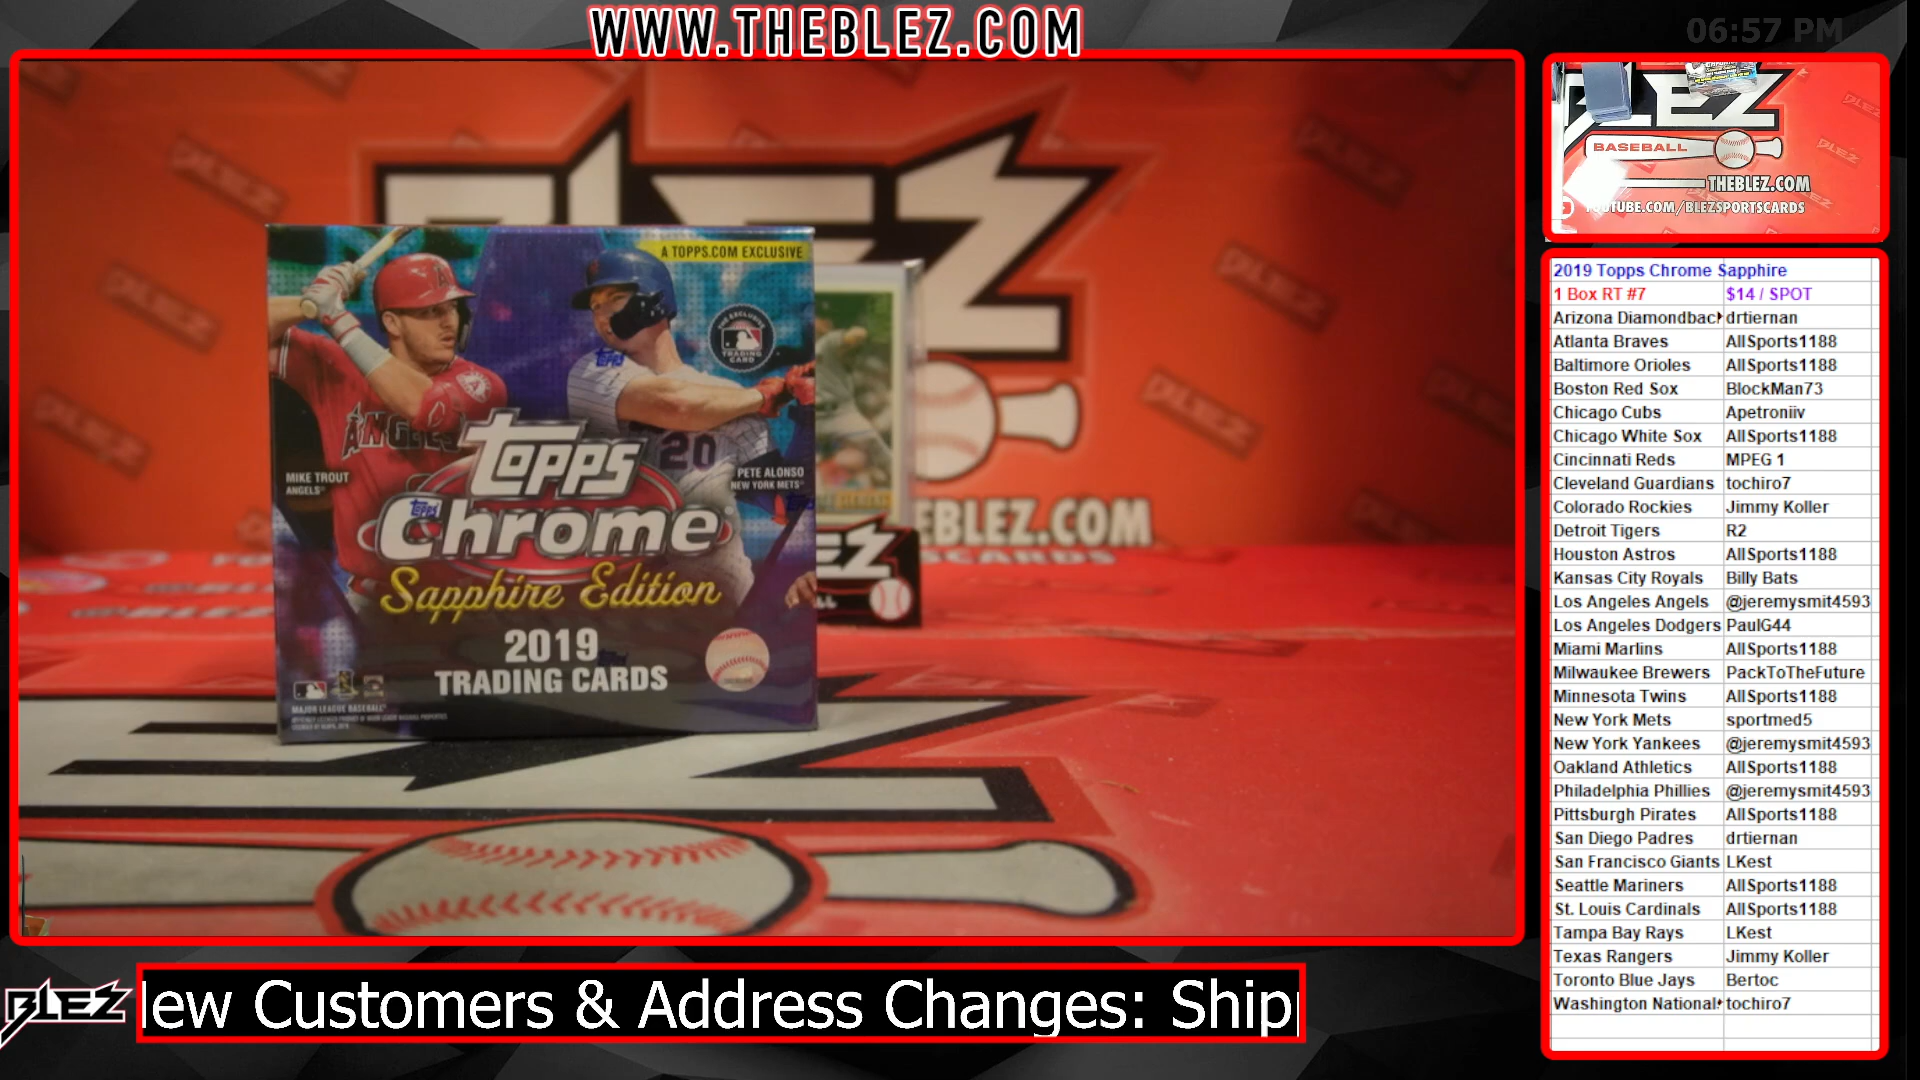 WWW.THEBLEZ.COM
06:57 PM
A TOPPS.COM EXCLUSIVE
MIKE TROUT
ANGELS
PETE ALONSO
NEW YORK METS
20
Topps
Chrome
Sapphire Edition
2019
TRADING CARDS
MAJOR LEAGUE BASEBALL
BLEZ
BASEBALL
THEBLEZ.COM
YOUTUBE.COM/BLEZSPORTSCARDS
2019 Topps Chrome Sapphire
1 Box RT #7 $14 / SPOT
Arizona Diamondbac drtiernan
Atlanta Braves AllSports1188
Baltimore Orioles AllSports1188
Boston Red Sox BlockMan73
Chicago Cubs Apetroniiv
Chicago White Sox AllSports1188
Cincinnati Reds MPEG 1
Cleveland Guardians tochiro7
Colorado Rockies Jimmy Koller
Detroit Tigers R2
Houston Astros AllSports1188
Kansas City Royals Billy Bats
Los Angeles Angels @jeremysmit4593
Los Angeles Dodgers PaulG44
Miami Marlins AllSports1188
Milwaukee Brewers PackToTheFuture
Minnesota Twins AllSports1188
New York Mets sportmed5
New York Yankees @jeremysmit4593
Oakland Athletics AllSports1188
Philadelphia Phillies @jeremysmit4593
Pittsburgh Pirates AllSports1188
San Diego Padres drtiernan
San Francisco Giants LKest
Seattle Mariners AllSports1188
St. Louis Cardinals AllSports1188
Tampa Bay Rays LKest
Texas Rangers Jimmy Koller
Toronto Blue Jays Bertoc
Washington National tochiro7
BLEZ
lew Customers & Address Changes: Ship